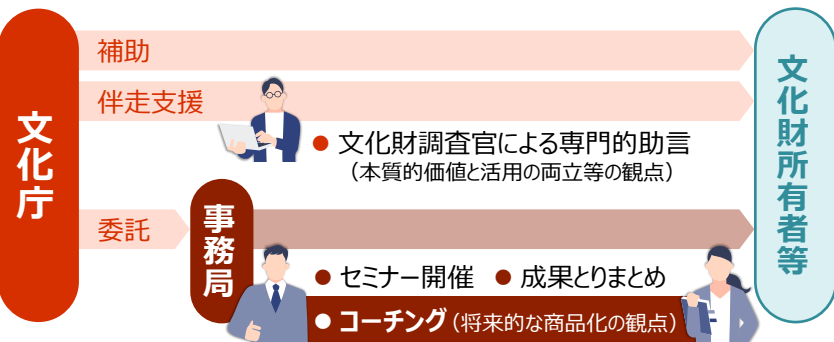 文化庁
補助
伴走支援
● 文化財調査官による専門的助言
（本質的価値と活用の両立等の観点）
委託
事務局
● セミナー開催 ● 成果とりまとめ
● コーチング（将来的な商品化の観点）
文化財所有者等